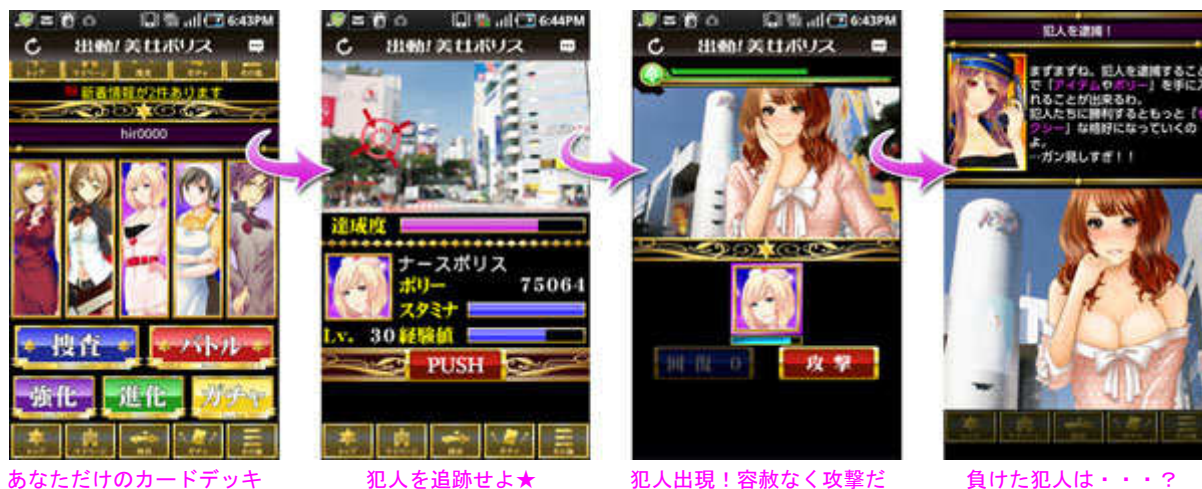 6:43PM
出動!美女ポリス
新着情報が2件あります
hir0000
捜査
バトル
強化
進化
ガチャ
あなただけのカードデッキ
6:44PM
出動!美女ポリス
達成度
ナースポリス
ポリー 75064
スタミナ
Lv. 30 経験値
PUSH
犯人を追跡せよ★
6:43PM
出動!美女ポリス
回復 0
攻撃
犯人出現!容赦なく攻撃だ
犯人を逮捕!
まずまずね。犯人を逮捕すること
で「アイテムやポリー」を手に入
れることが出来るわ。
犯人たちに勝利するともっと「セ
クシー」な格好になっていくの
よ。
…ガン見しすぎ!!
負けた犯人は・・・?